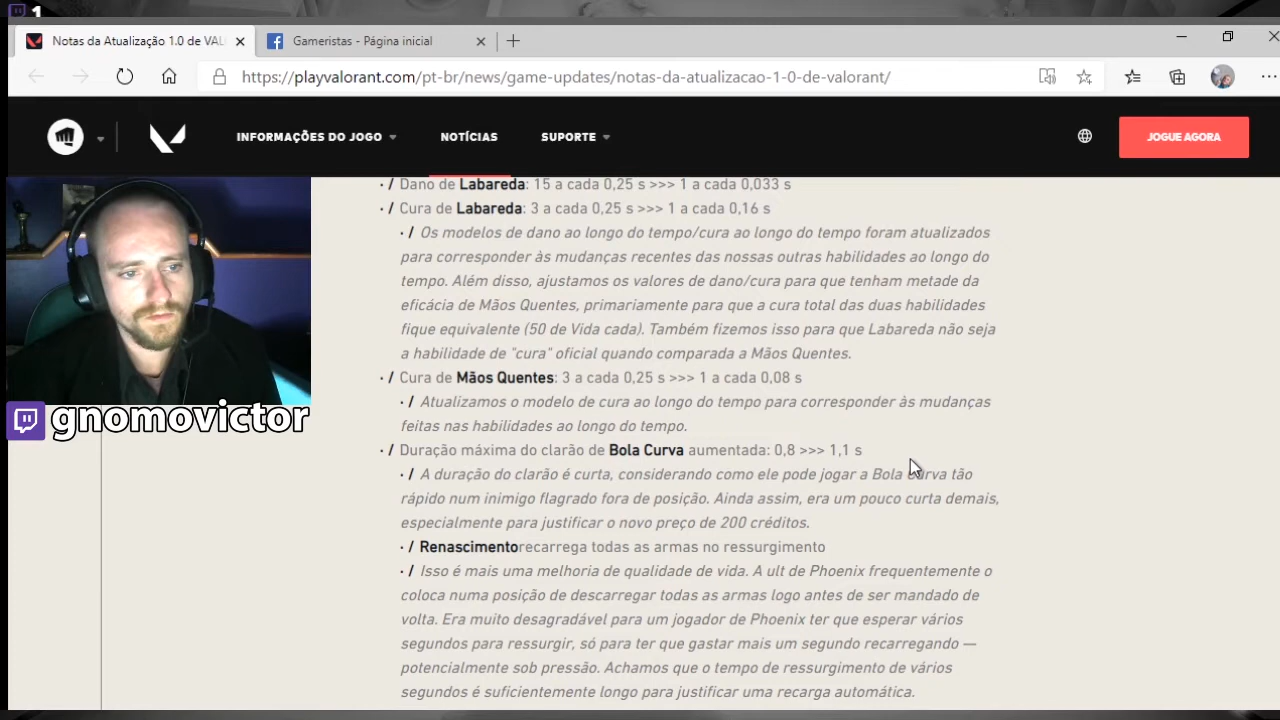 1
Notas da Atualização 1.0 de VAL
Gameristas - Página inicial
https://playvalorant.com/pt-br/news/game-updates/notas-da-atualizacao-1-0-de-valorant/
INFORMAÇÕES DO JOGO
NOTÍCIAS
SUPORTE
JOGUE AGORA
· / Dano de Labareda: 15 a cada 0,25 s >>> 1 a cada 0,033 s
· / Cura de Labareda: 3 a cada 0,25 s >>> 1 a cada 0,16 s
· / Os modelos de dano ao longo do tempo/cura ao longo do tempo foram atualizados
para corresponder às mudanças recentes das nossas outras habilidades ao longo do
tempo. Além disso, ajustamos os valores de dano/cura para que tenham metade da
eficácia de Mãos Quentes, primariamente para que a cura total das duas habilidades
fique equivalente (50 de Vida cada). Também fizemos isso para que Labareda não seja
a habilidade de "cura" oficial quando comparada a Mãos Quentes.
· / Cura de Mãos Quentes: 3 a cada 0,25 s >>> 1 a cada 0,08 s
· / Atualizamos o modelo de cura ao longo do tempo para corresponder às mudanças
feitas nas habilidades ao longo do tempo.
· / Duração máxima do clarão de Bola Curva aumentada: 0,8 >>> 1,1 s
· / A duração do clarão é curta, considerando como ele pode jogar a Bola Curva tão
rápido num inimigo flagrado fora de posição. Ainda assim, era um pouco curta demais,
especialmente para justificar o novo preço de 200 créditos.
· / Renascimentorecarrega todas as armas no ressurgimento
· / Isso é mais uma melhoria de qualidade de vida. A ult de Phoenix frequentemente o
coloca numa posição de descarregar todas as armas logo antes de ser mandado de
volta. Era muito desagradável para um jogador de Phoenix ter que esperar vários
segundos para ressurgir, só para ter que gastar mais um segundo recarregando —
potencialmente sob pressão. Achamos que o tempo de ressurgimento de vários
segundos é suficientemente longo para justificar uma recarga automática.
gnomovictor